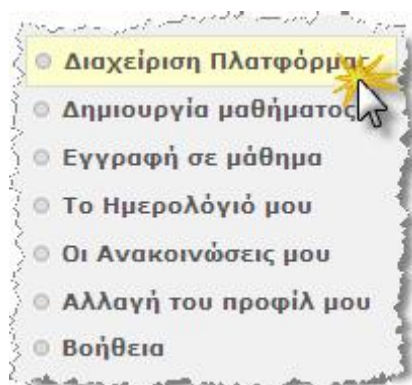 Διαχείριση Πλατφόρμας
Δημιουργία μαθήματος
Εγγραφή σε μάθημα
Το Ημερολόγιό μου
Οι Ανακοινώσεις μου
Αλλαγή του προφίλ μου
Βοήθεια